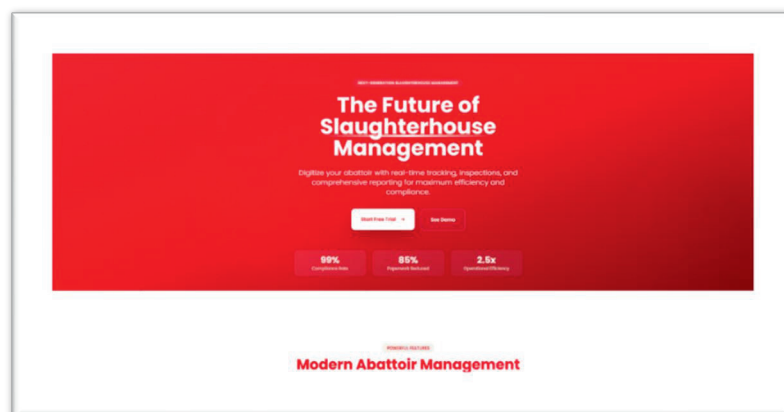 NEXT-GENERATION SLAUGHTERHOUSE MANAGEMENT
The Future of
Slaughterhouse
Management
Digitize your abattoir with real-time tracking, inspections, and
comprehensive reporting for maximum efficiency and
compliance.
Start Free Trial → See Demo
99% 85% 2.5x
Compliance Rate Paperwork Reduced Operational Efficiency
POWERFUL FEATURES
Modern Abattoir Management